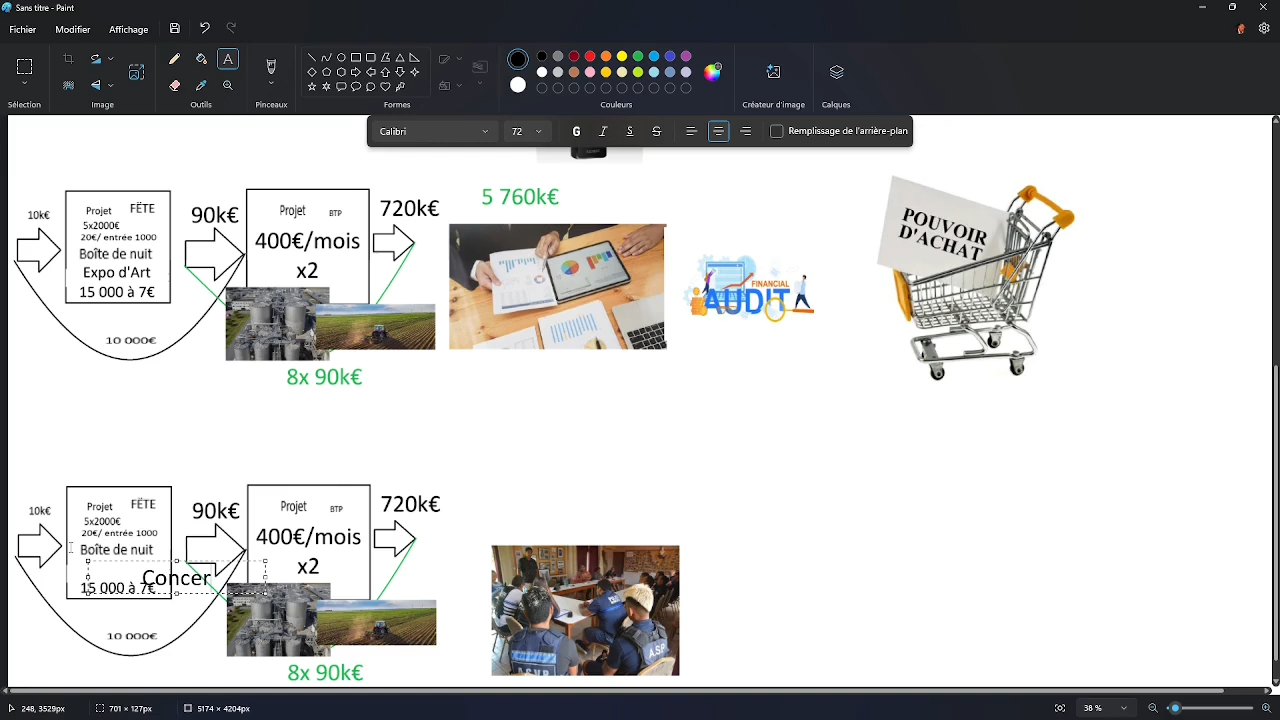 Sans titre - Paint
Fichier Modifier Affichage
Sélection Image Outils Pinceaux Formes Couleurs Créateur d'image Calques
Calibri 72 G I S S Remplissage de l'arrière-plan
10k€
Projet FËTE
5x2000€
20€/ entrée 1000
Boîte de nuit
Expo d'Art
15 000 à 7€
10 000€
90k€
Projet BTP
400€/mois
x2
720k€
8x 90k€
5 760k€
FINANCIAL
AUDIT
POUVOIR
D'ACHAT
10k€
Projet FËTE
5x2000€
20€/ entrée 1000
Boîte de nuit
Concer
15 000 à 7€
10 000€
90k€
Projet BTP
400€/mois
x2
720k€
8x 90k€
A.S.P
248, 3529px 701 × 127px 5174 × 4204px 38 %